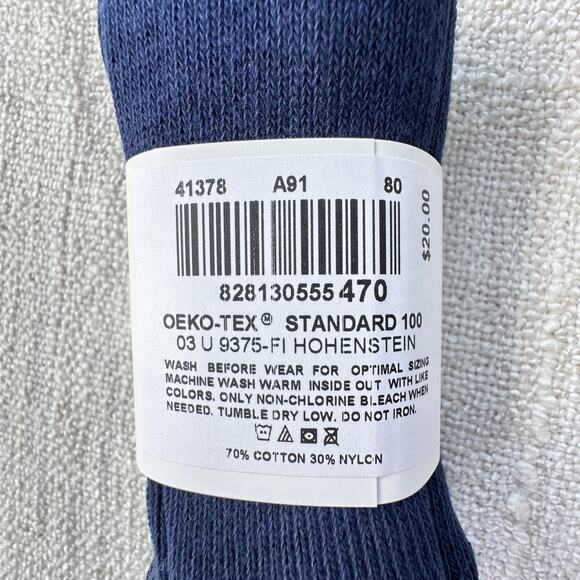 41378 A91 80
$20.00
828130555470
OEKO-TEX® STANDARD 100
03 U 9375-FI HOHENSTEIN
WASH BEFORE WEAR FOR OPTIMAL SIZING
MACHINE WASH WARM INSIDE OUT WITH LIKE
COLORS. ONLY NON-CHLORINE BLEACH WHEN
NEEDED. TUMBLE DRY LOW. DO NOT IRON.
70% COTTON 30% NYLON